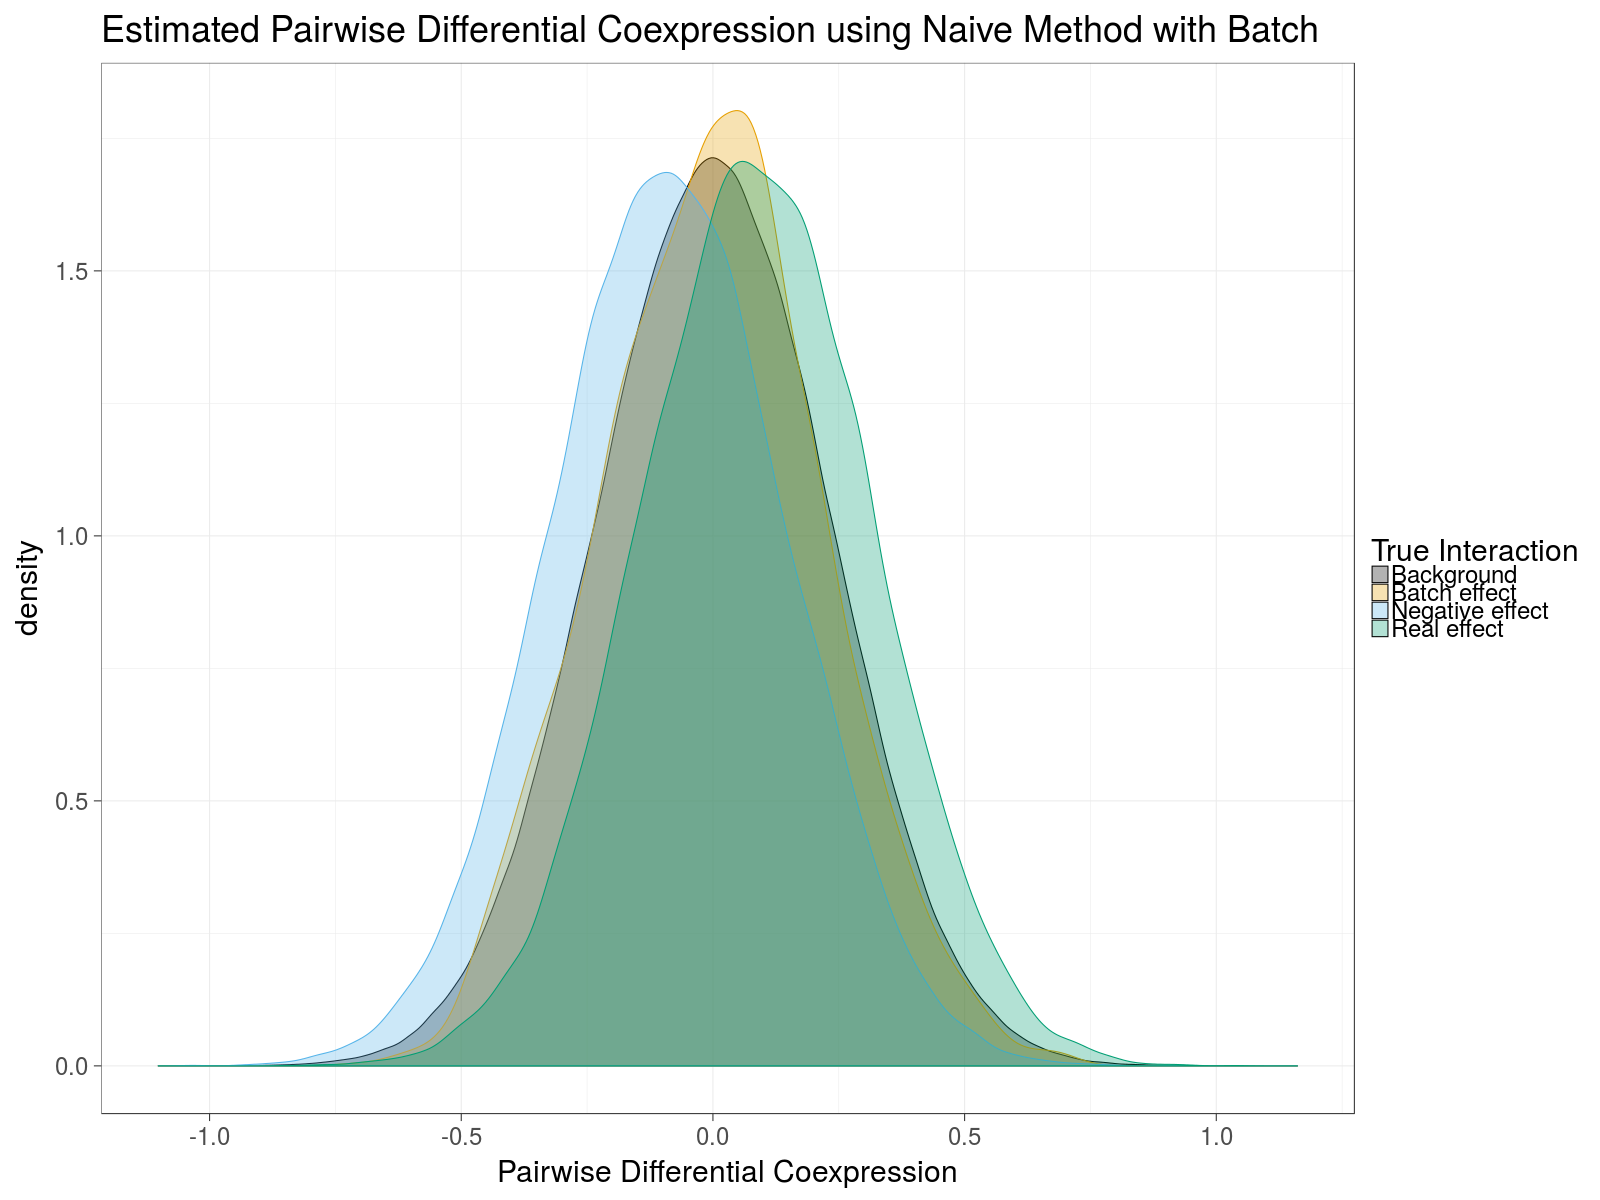 Estimated Pairwise Differential Coexpression using Naive Method with Batch
density
1.5
1.0
0.5
0.0
-1.0 -0.5 0.0 0.5 1.0
Pairwise Differential Coexpression
True Interaction
Background
Batch effect
Negative effect
Real effect